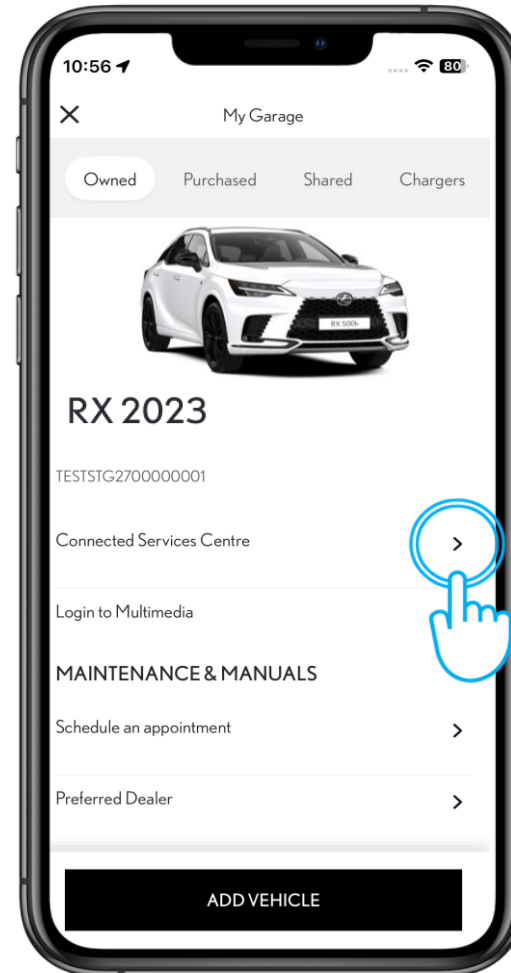 10:56
80
My Garage
Owned Purchased Shared Chargers
RX 500h
RX 2023
TESTSTG2700000001
Connected Services Centre
Login to Multimedia
MAINTENANCE & MANUALS
Schedule an appointment
Preferred Dealer
ADD VEHICLE